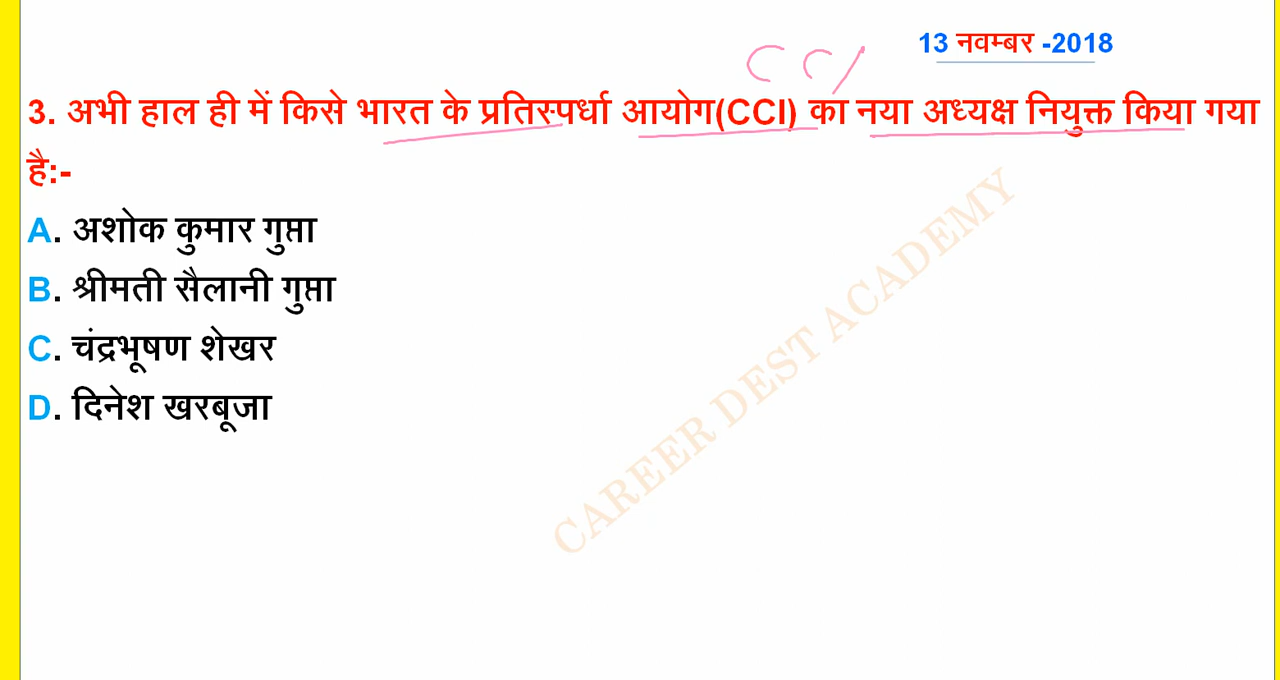 13 नवम्बर -2018
CCI
3. अभी हाल ही में किसे भारत के प्रतिस्पर्धा आयोग(CCI) का नया अध्यक्ष नियुक्त किया गया
है:-
A. अशोक कुमार गुप्ता
B. श्रीमती सैलानी गुप्ता
C. चंद्रभूषण शेखर
D. दिनेश खरबूजा
CAREER DEST ACADEMY